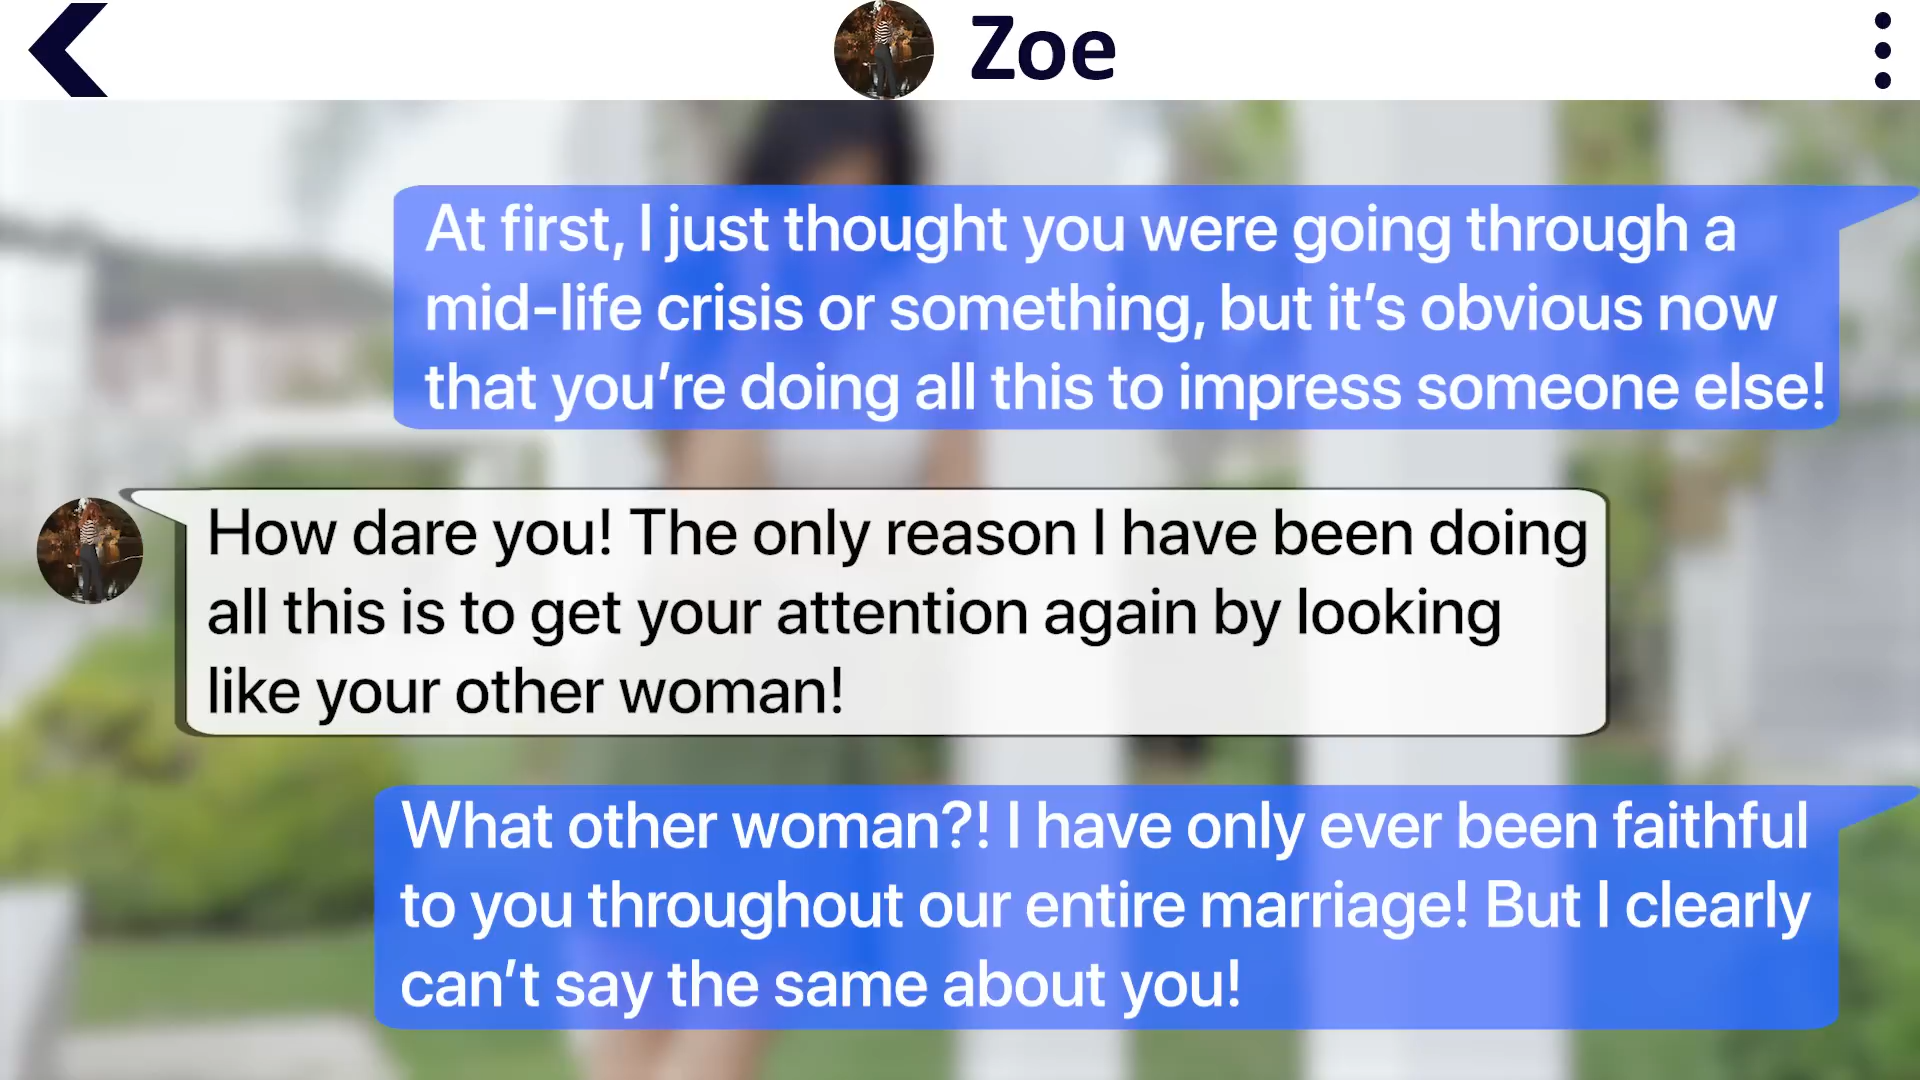 Zoe
At first, I just thought you were going through a
mid-life crisis or something, but it’s obvious now
that you’re doing all this to impress someone else!
How dare you! The only reason I have been doing
all this is to get your attention again by looking
like your other woman!
What other woman?! I have only ever been faithful
to you throughout our entire marriage! But I clearly
can’t say the same about you!